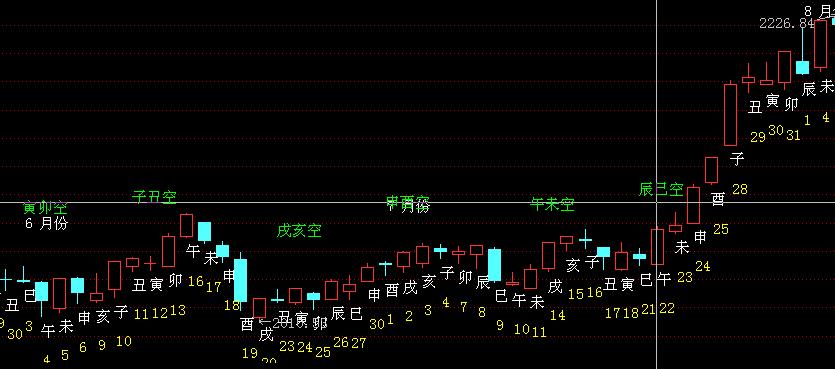 8 月
2226.84
寅卯空
子丑空
戌亥空
午未空
辰巳空
6 月份
月份
丑 巳 午 未 申 亥 子 丑 寅 卯 午 未 申 酉 戌 丑 寅 卯 辰 巳 申 酉 戌 亥 子 卯 辰 巳 午 未 戌 亥 子 丑 寅 巳 午 未 申 酉 子 丑 寅 卯 辰 未
30 3 4 5 6 9 10 11 12 13 16 17 18 19 20 23 24 25 26 27 30 1 2 3 4 7 8 9 10 11 14 15 16 17 18 21 22 23 24 25 28 29 30 31 1 4